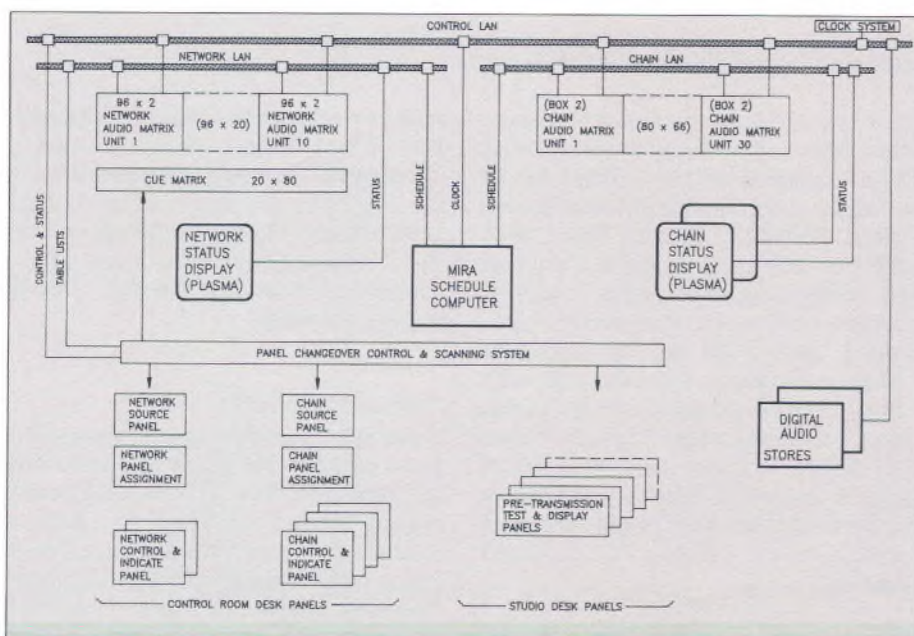 CONTROL LAN
CLOCK SYSTEM
NETWORK LAN
CHAIN LAN
96 x 2
NETWORK
AUDIO MATRIX
UNIT 1
(96 x 20)
96 x 2
NETWORK
AUDIO MATRIX
UNIT 10
(BOX 2)
CHAIN
AUDIO MATRIX
UNIT 1
(80 x 66)
(BOX 2)
CHAIN
AUDIO MATRIX
UNIT 30
CUE MATRIX 20 x 80
STATUS
SCHEDULE
CLOCK
SCHEDULE
STATUS
CONTROL & STATUS
TABLE LISTS
NETWORK
STATUS
DISPLAY
(PLASMA)
MIRA
SCHEDULE
COMPUTER
CHAIN
STATUS
DISPLAY
(PLASMA)
PANEL CHANGEOVER CONTROL & SCANNING SYSTEM
NETWORK
SOURCE
PANEL
CHAIN
SOURCE
PANEL
DIGITAL
AUDIO
STORES
NETWORK
PANEL
ASSIGNMENT
CHAIN
PANEL
ASSIGNMENT
PRE-TRANSMISSION
TEST & DISPLAY
PANELS
NETWORK
CONTROL &
INDICATE
PANEL
CHAIN
CONTROL &
INDICATE
PANEL
CONTROL ROOM DESK PANELS
STUDIO DESK PANELS